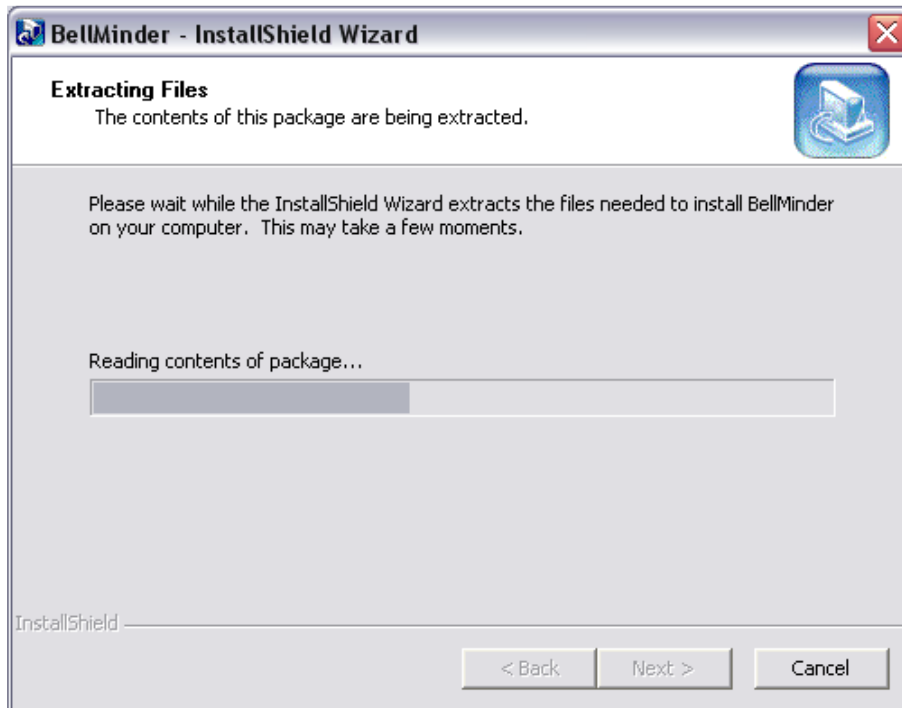 BellMinder - InstallShield Wizard
Extracting Files
The contents of this package are being extracted.
Please wait while the InstallShield Wizard extracts the files needed to install BellMinder
on your computer.  This may take a few moments.
Reading contents of package...
InstallShield
< Back
Next >
Cancel